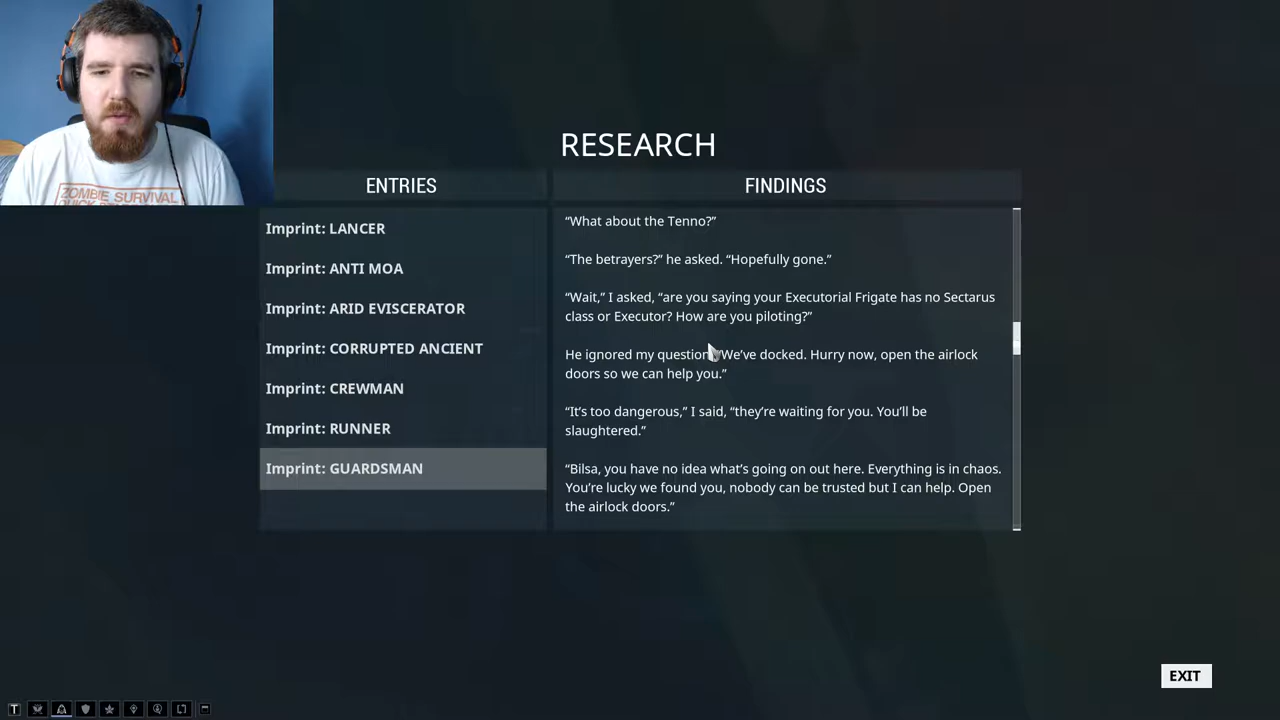 ZOMBIE SURVIVAL
RESEARCH
ENTRIES
FINDINGS
Imprint: LANCER
Imprint: ANTI MOA
Imprint: ARID EVISCERATOR
Imprint: CORRUPTED ANCIENT
Imprint: CREWMAN
Imprint: RUNNER
Imprint: GUARDSMAN
“What about the Tenno?”
“The betrayers?” he asked. “Hopefully gone.”
“Wait,” I asked, “are you saying your Executorial Frigate has no Sectarus
class or Executor? How are you piloting?”
He ignored my question. “We’ve docked. Hurry now, open the airlock
doors so we can help you.”
“It’s too dangerous,” I said, “they’re waiting for you. You’ll be
slaughtered.”
“Bilsa, you have no idea what’s going on out here. Everything is in chaos.
You’re lucky we found you, nobody can be trusted but I can help. Open
the airlock doors.”
EXIT
T